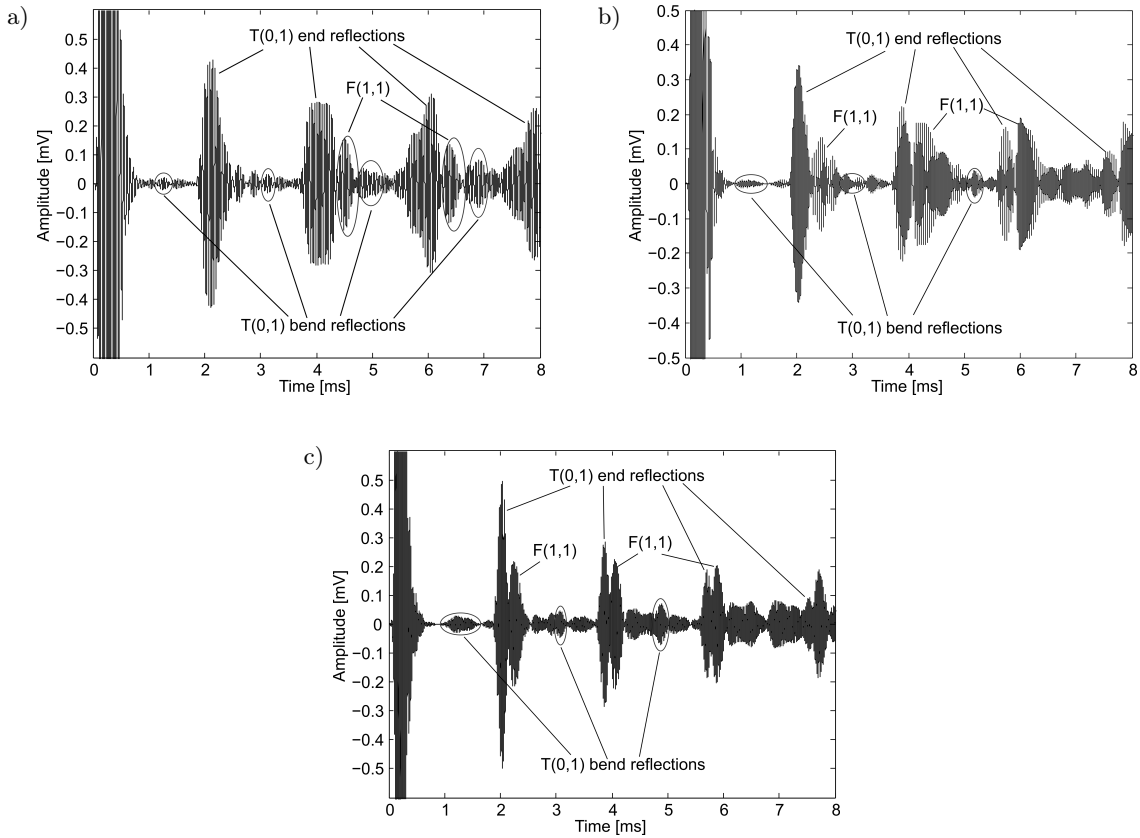 a)
T(0,1) end reflections
F(1,1)
T(0,1) bend reflections
Amplitude [mV]
0.5
0.4
0.3
0.2
0.1
0
−0.1
−0.2
−0.3
−0.4
−0.5
0 1 2 3 4 5 6 7 8
Time [ms]
b)
T(0,1) end reflections
F(1,1)
F(1,1)
T(0,1) bend reflections
Amplitude [mV]
0.5
0.4
0.3
0.2
0.1
0
−0.1
−0.2
−0.3
−0.4
−0.5
0 1 2 3 4 5 6 7 8
Time [ms]
c)
T(0,1) end reflections
F(1,1)
F(1,1)
T(0,1) bend reflections
Amplitude [mV]
0.5
0.4
0.3
0.2
0.1
0
−0.1
−0.2
−0.3
−0.4
−0.5
0 1 2 3 4 5 6 7 8
Time [ms]